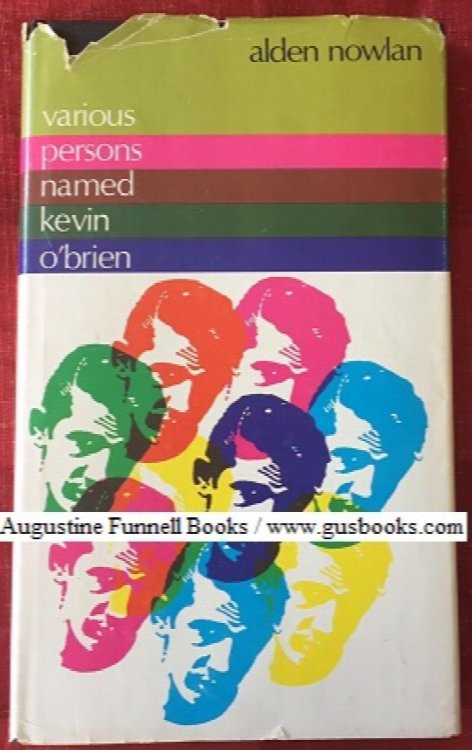 alden nowlan
various
persons
named
kevin
o'brien
Augustine Funnell Books / www.gusbooks.com